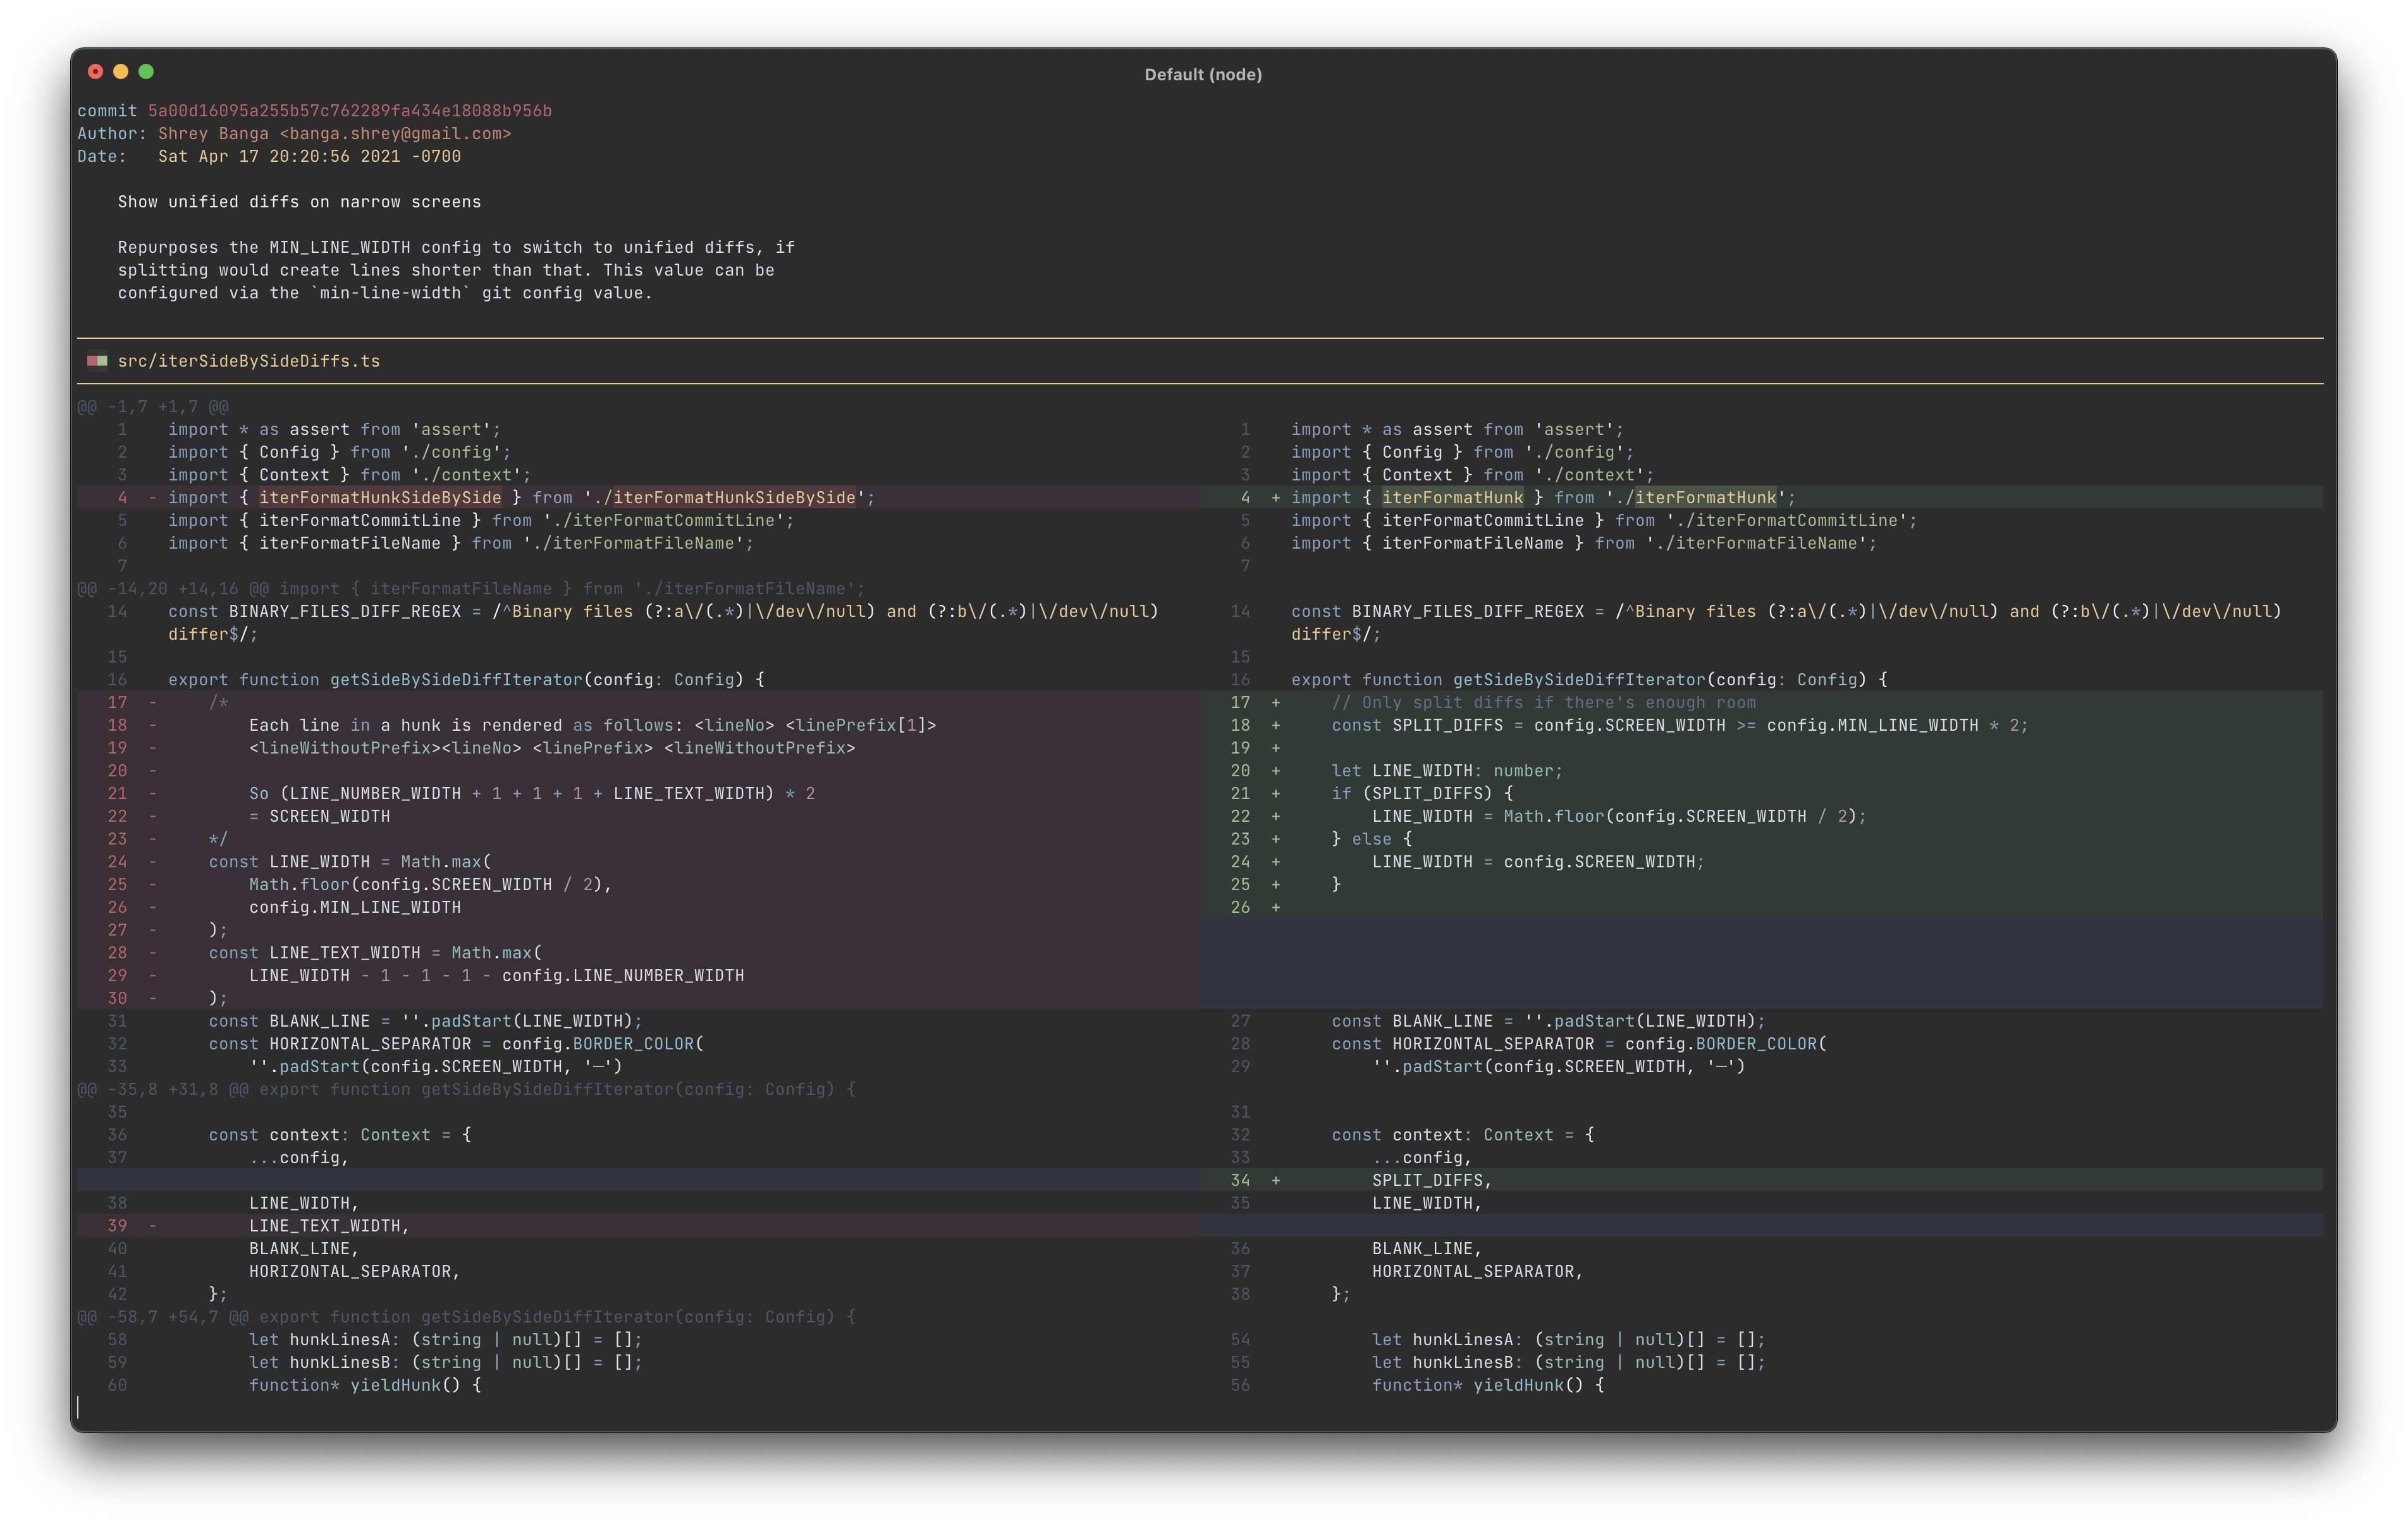 Default (node)
commit 5a00d16095a255b57c762289fa434e18088b956b
Author: Shrey Banga <banga.shrey@gmail.com>
Date:   Sat Apr 17 20:20:56 2021 -0700
    Show unified diffs on narrow screens
    Repurposes the MIN_LINE_WIDTH config to switch to unified diffs, if
    splitting would create lines shorter than that. This value can be
    configured via the `min-line-width` git config value.
src/iterSideBySideDiffs.ts
@@ -1,7 +1,7 @@
1    import * as assert from 'assert';    1    import * as assert from 'assert';
2    import { Config } from './config';    2    import { Config } from './config';
3    import { Context } from './context';    3    import { Context } from './context';
4  - import { iterFormatHunkSideBySide } from './iterFormatHunkSideBySide';    4  + import { iterFormatHunk } from './iterFormatHunk';
5    import { iterFormatCommitLine } from './iterFormatCommitLine';    5    import { iterFormatCommitLine } from './iterFormatCommitLine';
6    import { iterFormatFileName } from './iterFormatFileName';    6    import { iterFormatFileName } from './iterFormatFileName';
7    7
@@ -14,20 +14,16 @@ import { iterFormatFileName } from './iterFormatFileName';
14    const BINARY_FILES_DIFF_REGEX = /^Binary files (?:a\/(.*)|\/dev\/null) and (?:b\/(.*)|\/dev\/null)    14    const BINARY_FILES_DIFF_REGEX = /^Binary files (?:a\/(.*)|\/dev\/null) and (?:b\/(.*)|\/dev\/null)
differ$/;    differ$/;
15    15
16    export function getSideBySideDiffIterator(config: Config) {    16    export function getSideBySideDiffIterator(config: Config) {
17  -     /*    17  +     // Only split diffs if there's enough room
18  -         Each line in a hunk is rendered as follows: <lineNo> <linePrefix[1]>    18  +     const SPLIT_DIFFS = config.SCREEN_WIDTH >= config.MIN_LINE_WIDTH * 2;
19  -         <lineWithoutPrefix><lineNo> <linePrefix> <lineWithoutPrefix>    19  +
20  -    20  +     let LINE_WIDTH: number;
21  -         So (LINE_NUMBER_WIDTH + 1 + 1 + 1 + LINE_TEXT_WIDTH) * 2    21  +     if (SPLIT_DIFFS) {
22  -         = SCREEN_WIDTH    22  +         LINE_WIDTH = Math.floor(config.SCREEN_WIDTH / 2);
23  -     */    23  +     } else {
24  -     const LINE_WIDTH = Math.max(    24  +         LINE_WIDTH = config.SCREEN_WIDTH;
25  -         Math.floor(config.SCREEN_WIDTH / 2),    25  +     }
26  -         config.MIN_LINE_WIDTH    26  +
27  -     );
28  -     const LINE_TEXT_WIDTH = Math.max(
29  -         LINE_WIDTH - 1 - 1 - 1 - config.LINE_NUMBER_WIDTH
30  -     );
31        const BLANK_LINE = ''.padStart(LINE_WIDTH);    27        const BLANK_LINE = ''.padStart(LINE_WIDTH);
32        const HORIZONTAL_SEPARATOR = config.BORDER_COLOR(    28        const HORIZONTAL_SEPARATOR = config.BORDER_COLOR(
33            ''.padStart(config.SCREEN_WIDTH, '─')    29            ''.padStart(config.SCREEN_WIDTH, '─')
@@ -35,8 +31,8 @@ export function getSideBySideDiffIterator(config: Config) {
35    31
36        const context: Context = {    32        const context: Context = {
37            ...config,    33            ...config,
34  +         SPLIT_DIFFS,
38            LINE_WIDTH,    35            LINE_WIDTH,
39  -         LINE_TEXT_WIDTH,
40            BLANK_LINE,    36            BLANK_LINE,
41            HORIZONTAL_SEPARATOR,    37            HORIZONTAL_SEPARATOR,
42        };    38        };
@@ -58,7 +54,7 @@ export function getSideBySideDiffIterator(config: Config) {
58            let hunkLinesA: (string | null)[] = [];    54            let hunkLinesA: (string | null)[] = [];
59            let hunkLinesB: (string | null)[] = [];    55            let hunkLinesB: (string | null)[] = [];
60            function* yieldHunk() {    56            function* yieldHunk() {